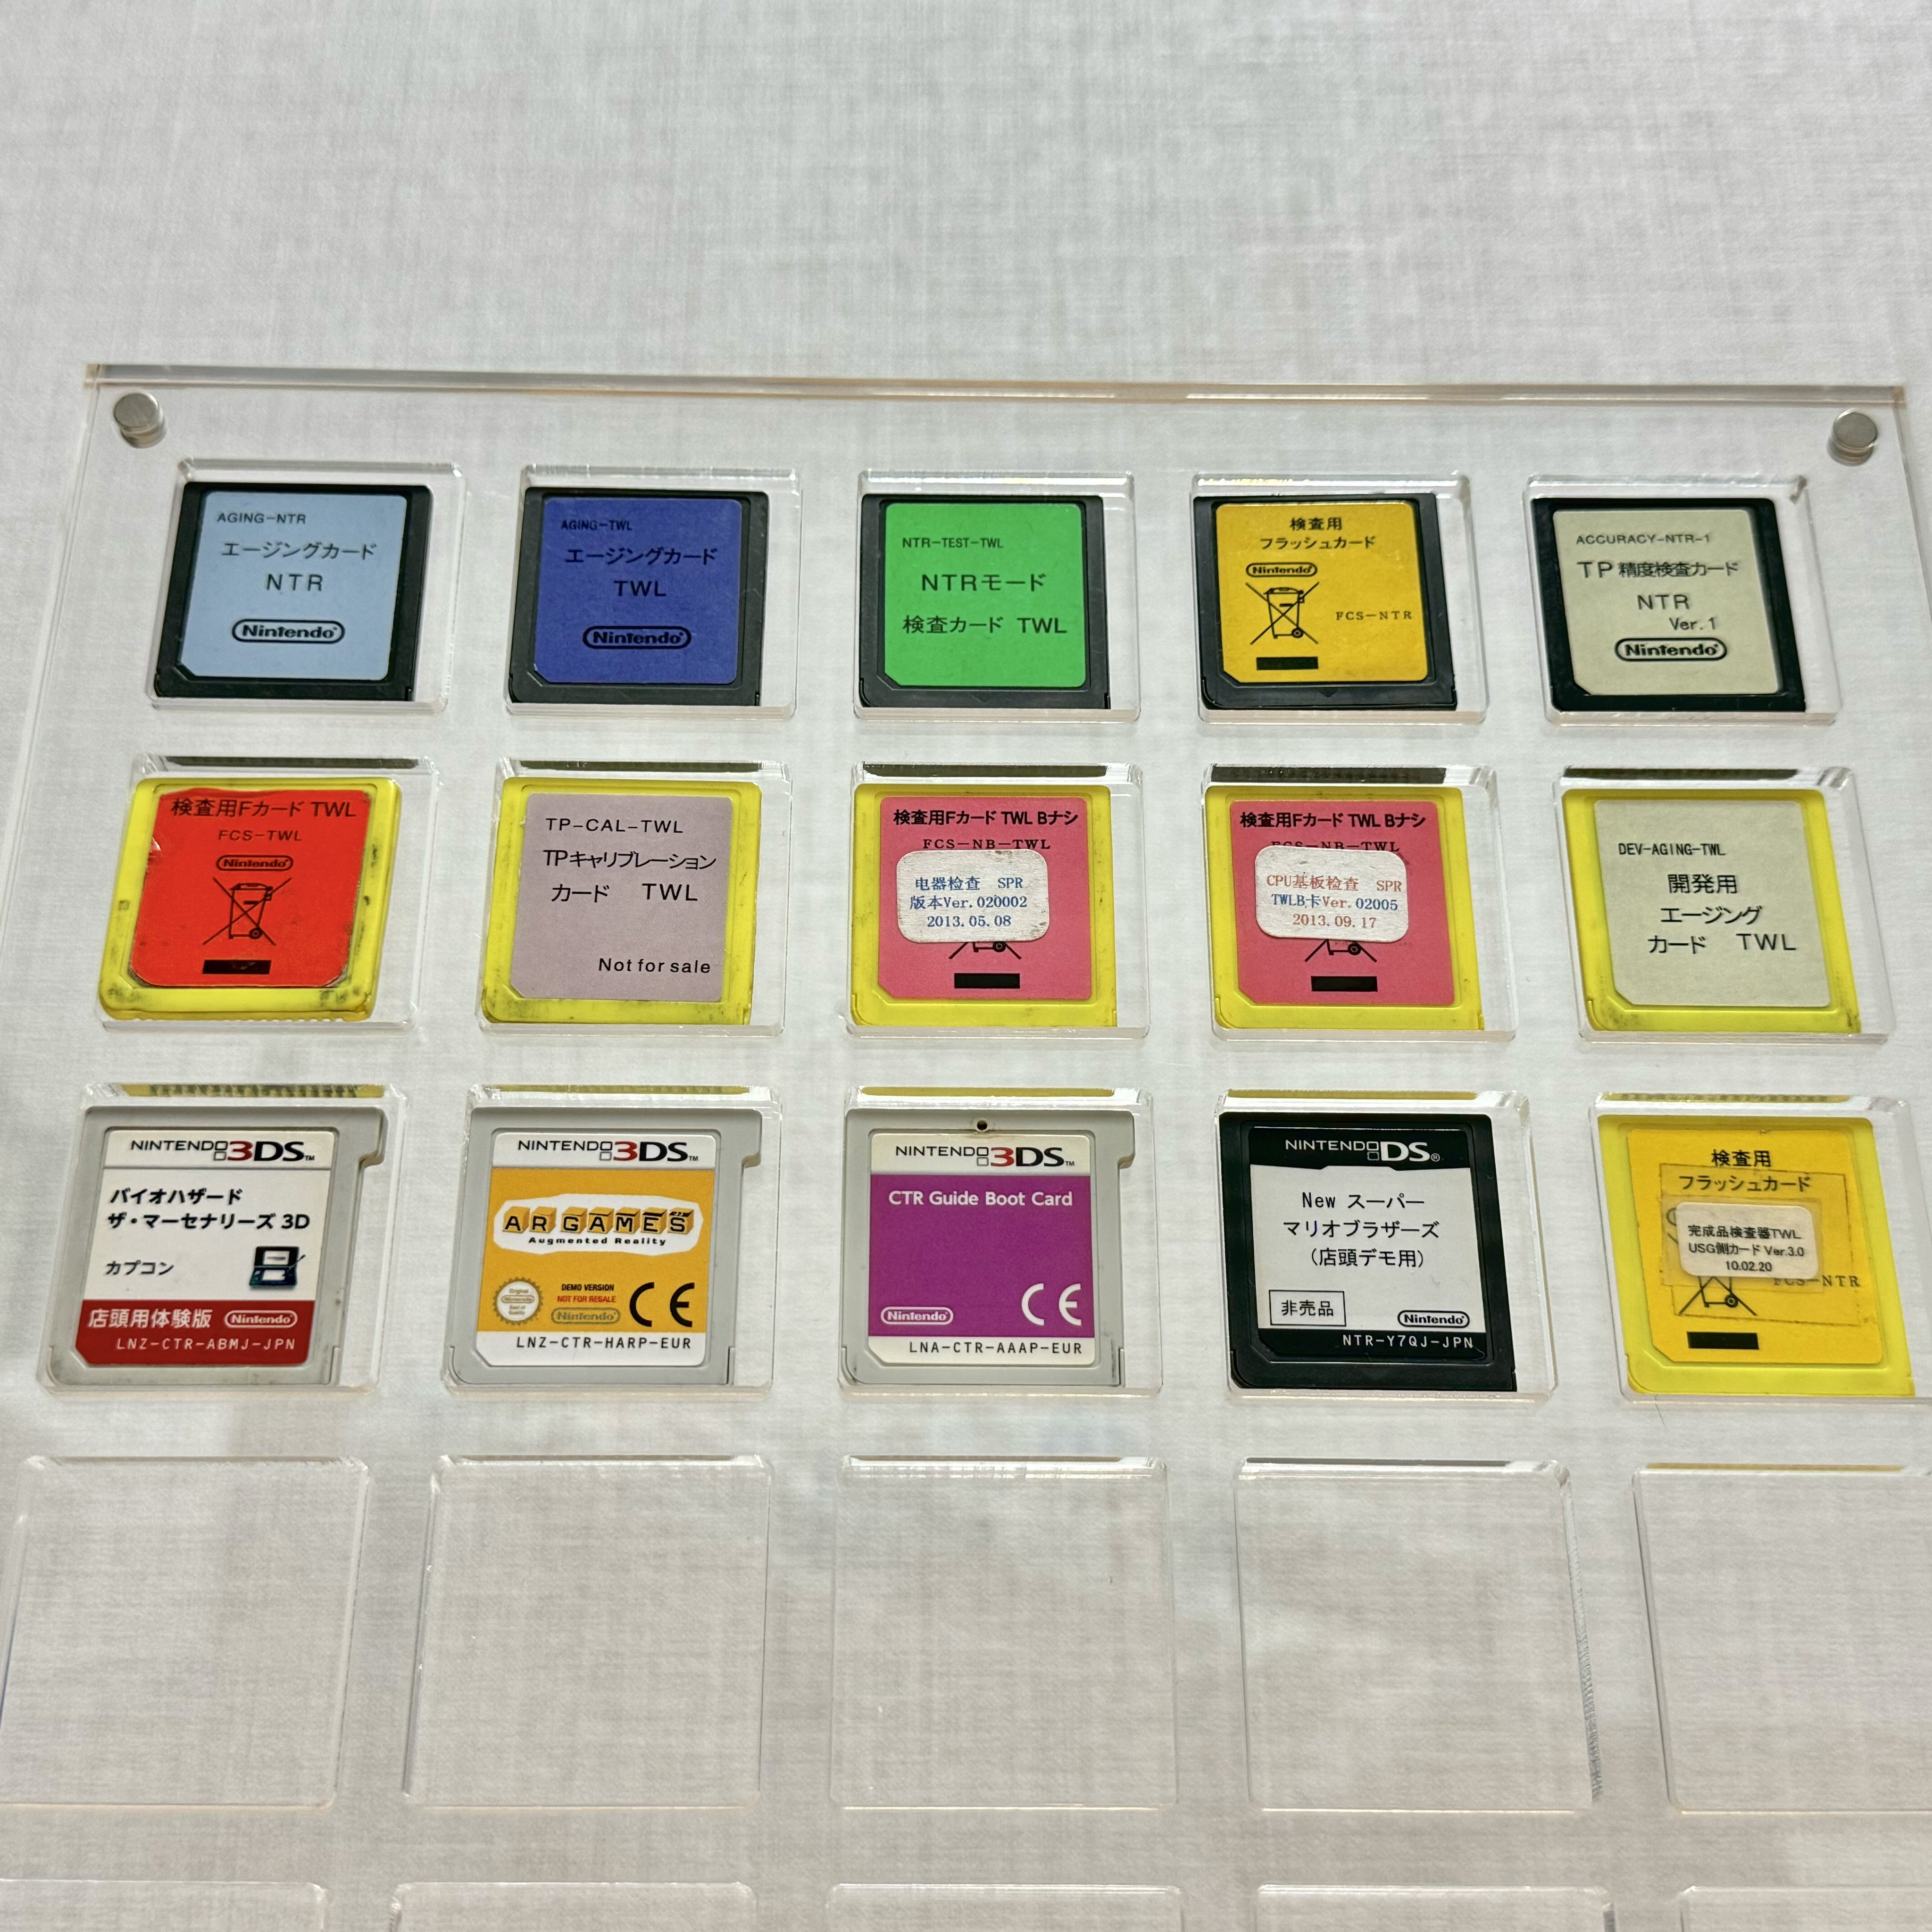 AGING-NTR
エージングカード
NTR
Nintendo
AGING-TWL
エージングカード
TWL
Nintendo
NTR-TEST-TWL
NTRモード
検査カード TWL
検査用
フラッシュカード
Nintendo
FCS-NTR
ACCURACY-NTR-1
TP精度検査カード
NTR
Ver.1
Nintendo
検査用Fカード TWL
FCS-TWL
Nintendo
TP-CAL-TWL
TPキャリブレーション
カード TWL
Not for sale
検査用Fカード TWL Bナシ
FCS-NB-TWL
电器检查 SPR
版本Ver.020002
2013.05.08
検査用Fカード TWL Bナシ
FCS-NB-TWL
CPU基板检查 SPR
TWLB卡Ver.02005
2013.09.17
DEV-AGING-TWL
開発用
エージング
カード TWL
NINTENDO3DS™
バイオハザード
ザ・マーセナリーズ 3D
カプコン
店頭用体験版 Nintendo
LNZ-CTR-ABMJ-JPN
NINTENDO3DS™
AR GAMES
Augmented Reality
DEMO VERSION
NOT FOR RESALE
Original
Nintendo
Seal of
Quality
Nintendo
CE
LNZ-CTR-HARP-EUR
NINTENDO3DS™
CTR Guide Boot Card
Nintendo
CE
LNA-CTR-AAAP-EUR
NINTENDODS®
New スーパー
マリオブラザーズ
(店頭デモ用)
非売品
Nintendo
NTR-Y7QJ-JPN
検査用
フラッシュカード
完成品検査器TWL
USG側カード Ver.3.0
10.02.20
FCS-NTR